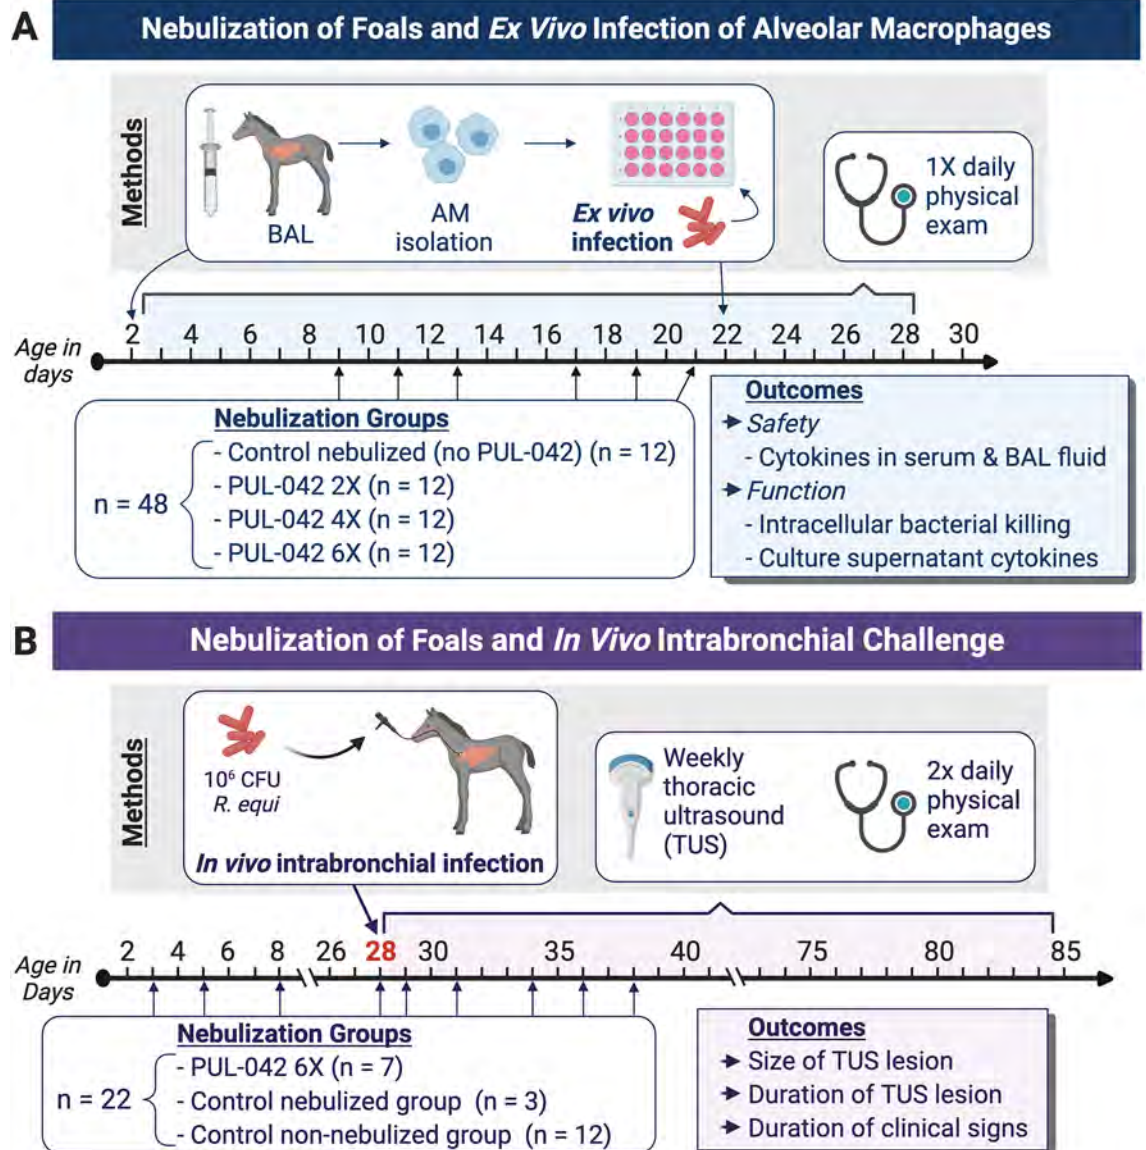 A
Nebulization of Foals and Ex Vivo Infection of Alveolar Macrophages
Methods
BAL
AM
isolation
Ex vivo
infection
1X daily
physical
exam
2 4 6 8 10 12 14 16 18 20 22 24 26 28 30
Age in
days
Nebulization Groups
n = 48
- Control nebulized (no PUL-042) (n = 12)
- PUL-042 2X (n = 12)
- PUL-042 4X (n = 12)
- PUL-042 6X (n = 12)
Outcomes
Safety
- Cytokines in serum & BAL fluid
Function
- Intracellular bacterial killing
- Culture supernatant cytokines
B
Nebulization of Foals and In Vivo Intrabronchial Challenge
Methods
10⁶ CFU
R. equi
In vivo intrabronchial infection
Weekly
thoracic
ultrasound
(TUS)
2x daily
physical
exam
2 4 6 8 26 28 30 35 40 75 80 85
Age in
Days
Nebulization Groups
n = 22
- PUL-042 6X (n = 7)
- Control nebulized group (n = 3)
- Control non-nebulized group (n = 12)
Outcomes
Size of TUS lesion
Duration of TUS lesion
Duration of clinical signs